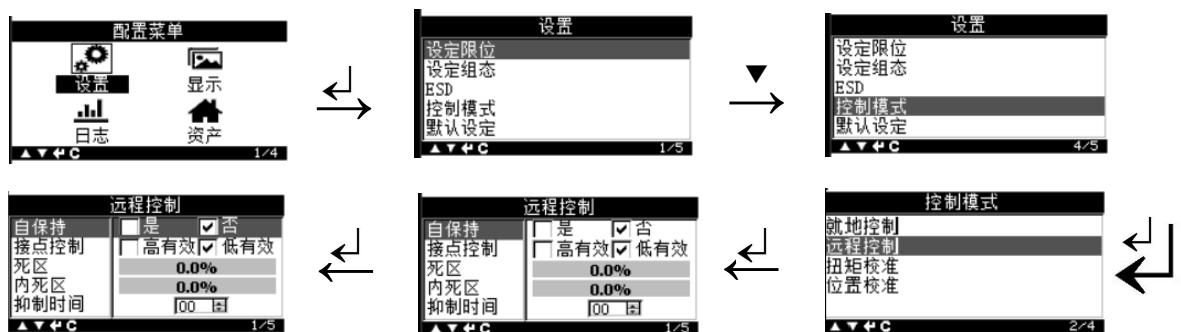 配置菜单
设置 显示
日志 资产
▲ ▼ ↵ C 1/4
设置
设定限位
设定组态
ESD
控制模式
默认设定
▲ ▼ ↵ C 1/5
▼
设置
设定限位
设定组态
ESD
控制模式
默认设定
▲ ▼ ↵ C 4/5
远程控制
自保持 是 否
接点控制 高有效 低有效
死区 0.0%
内死区 0.0%
抑制时间 00
▲ ▼ ↵ C 1/5
远程控制
自保持 是 否
接点控制 高有效 低有效
死区 0.0%
内死区 0.0%
抑制时间 00
▲ ▼ ↵ C 1/5
控制模式
就地控制
远程控制
扭矩校准
位置校准
▲ ▼ ↵ C 2/4